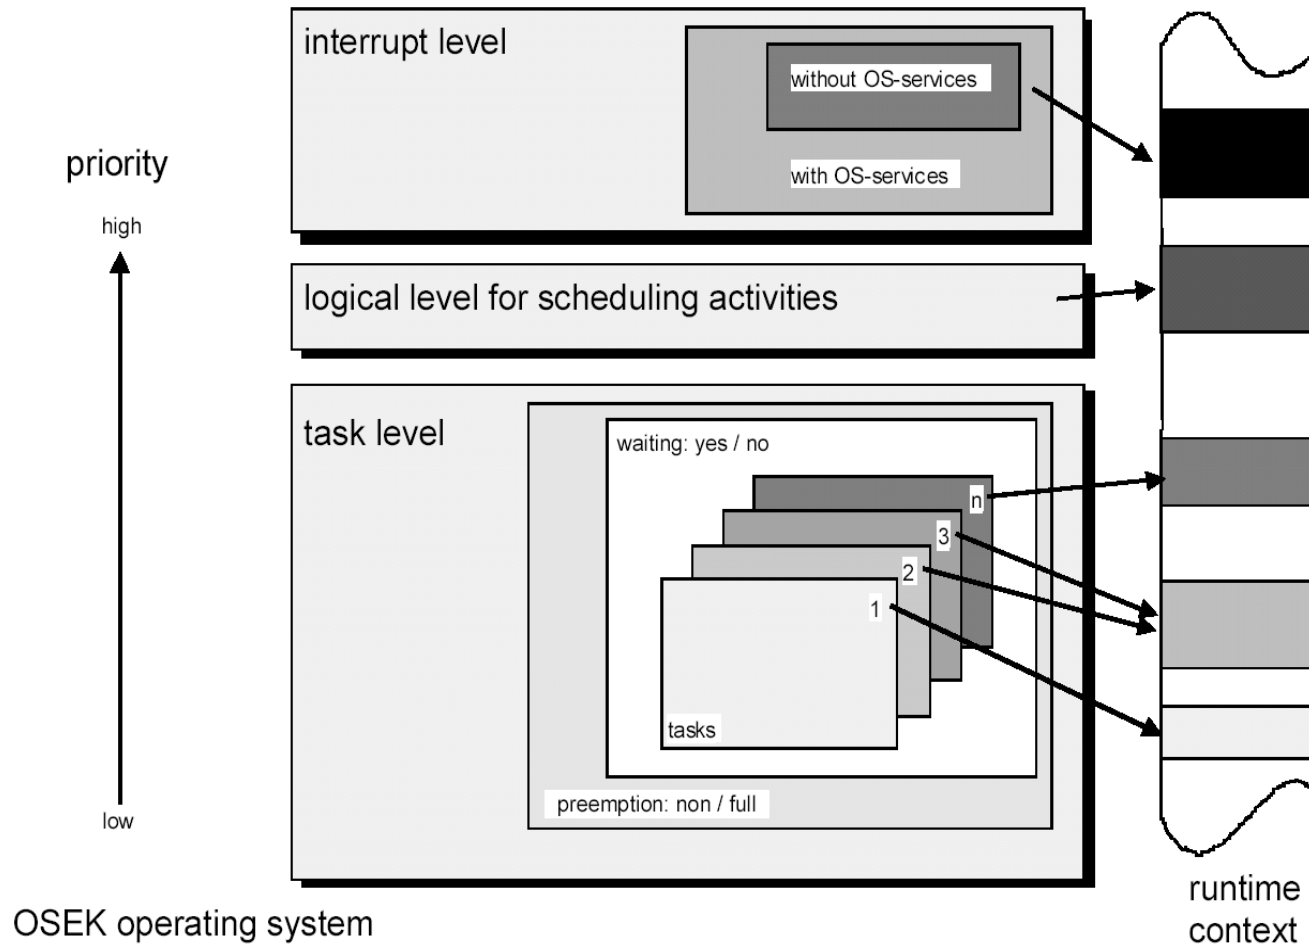 interrupt level
without OS-services
with OS-services
priority
high
logical level for scheduling activities
task level
waiting: yes / no
n
3
2
1
tasks
preemption: non / full
low
runtime
context
OSEK operating system